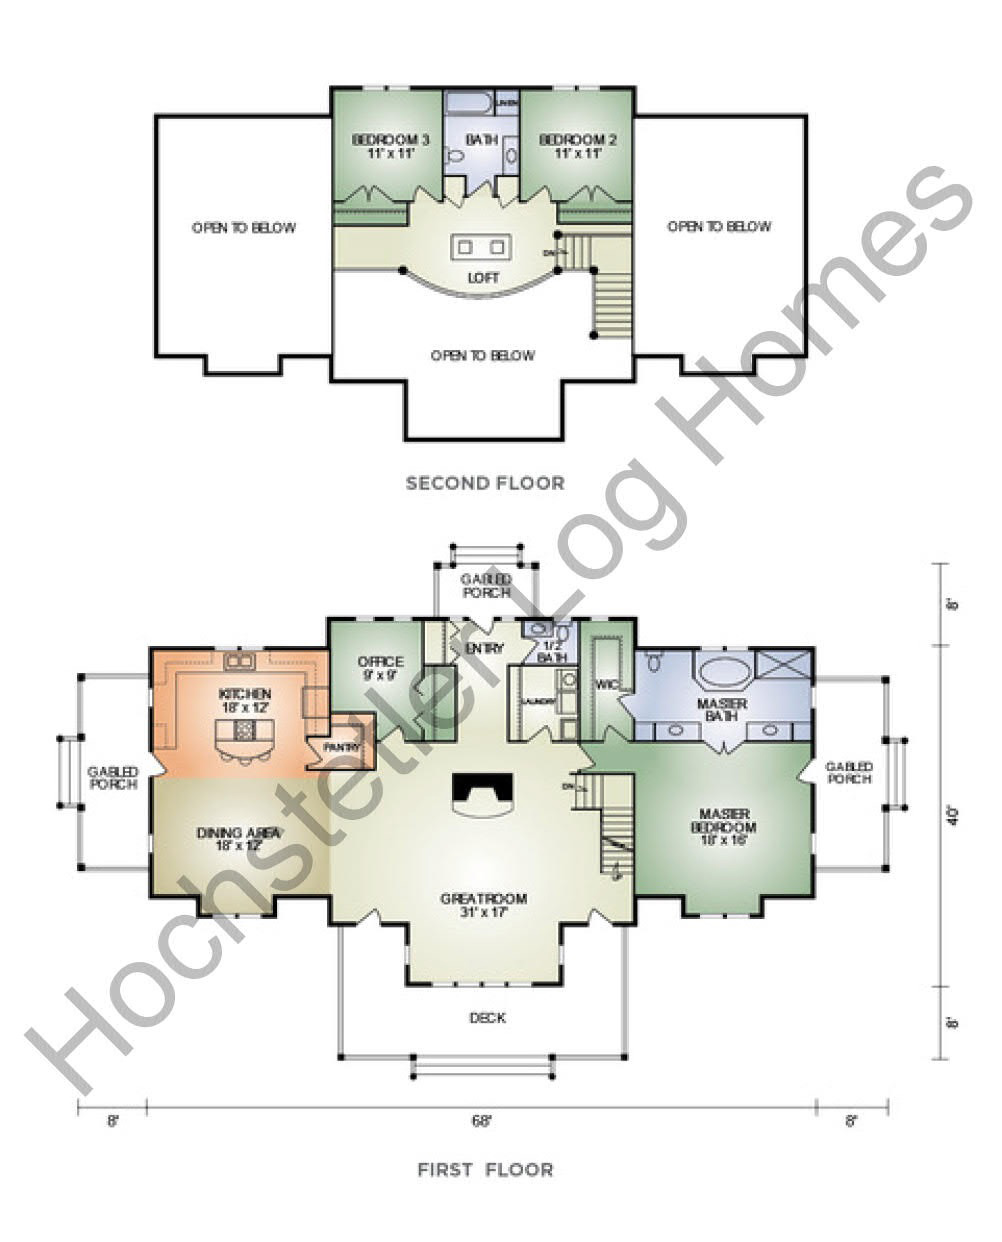 BEDROOM 3
11' x 11'
BATH
LINEN
BEDROOM 2
11' x 11'
OPEN TO BELOW
OPEN TO BELOW
DN
LOFT
OPEN TO BELOW
SECOND FLOOR
GABLED
PORCH
8'
OFFICE
9' x 9'
ENTRY
1/2
BATH
KITCHEN
18' x 12'
LAUNDRY
WIC
MASTER
BATH
PANTRY
GABLED
PORCH
GABLED
PORCH
DN
DINING AREA
18' x 12'
MASTER
BEDROOM
18' x 16'
40'
GREATROOM
31' x 17'
DECK
8'
8'
68'
8'
FIRST FLOOR
Hochstetler Log Homes